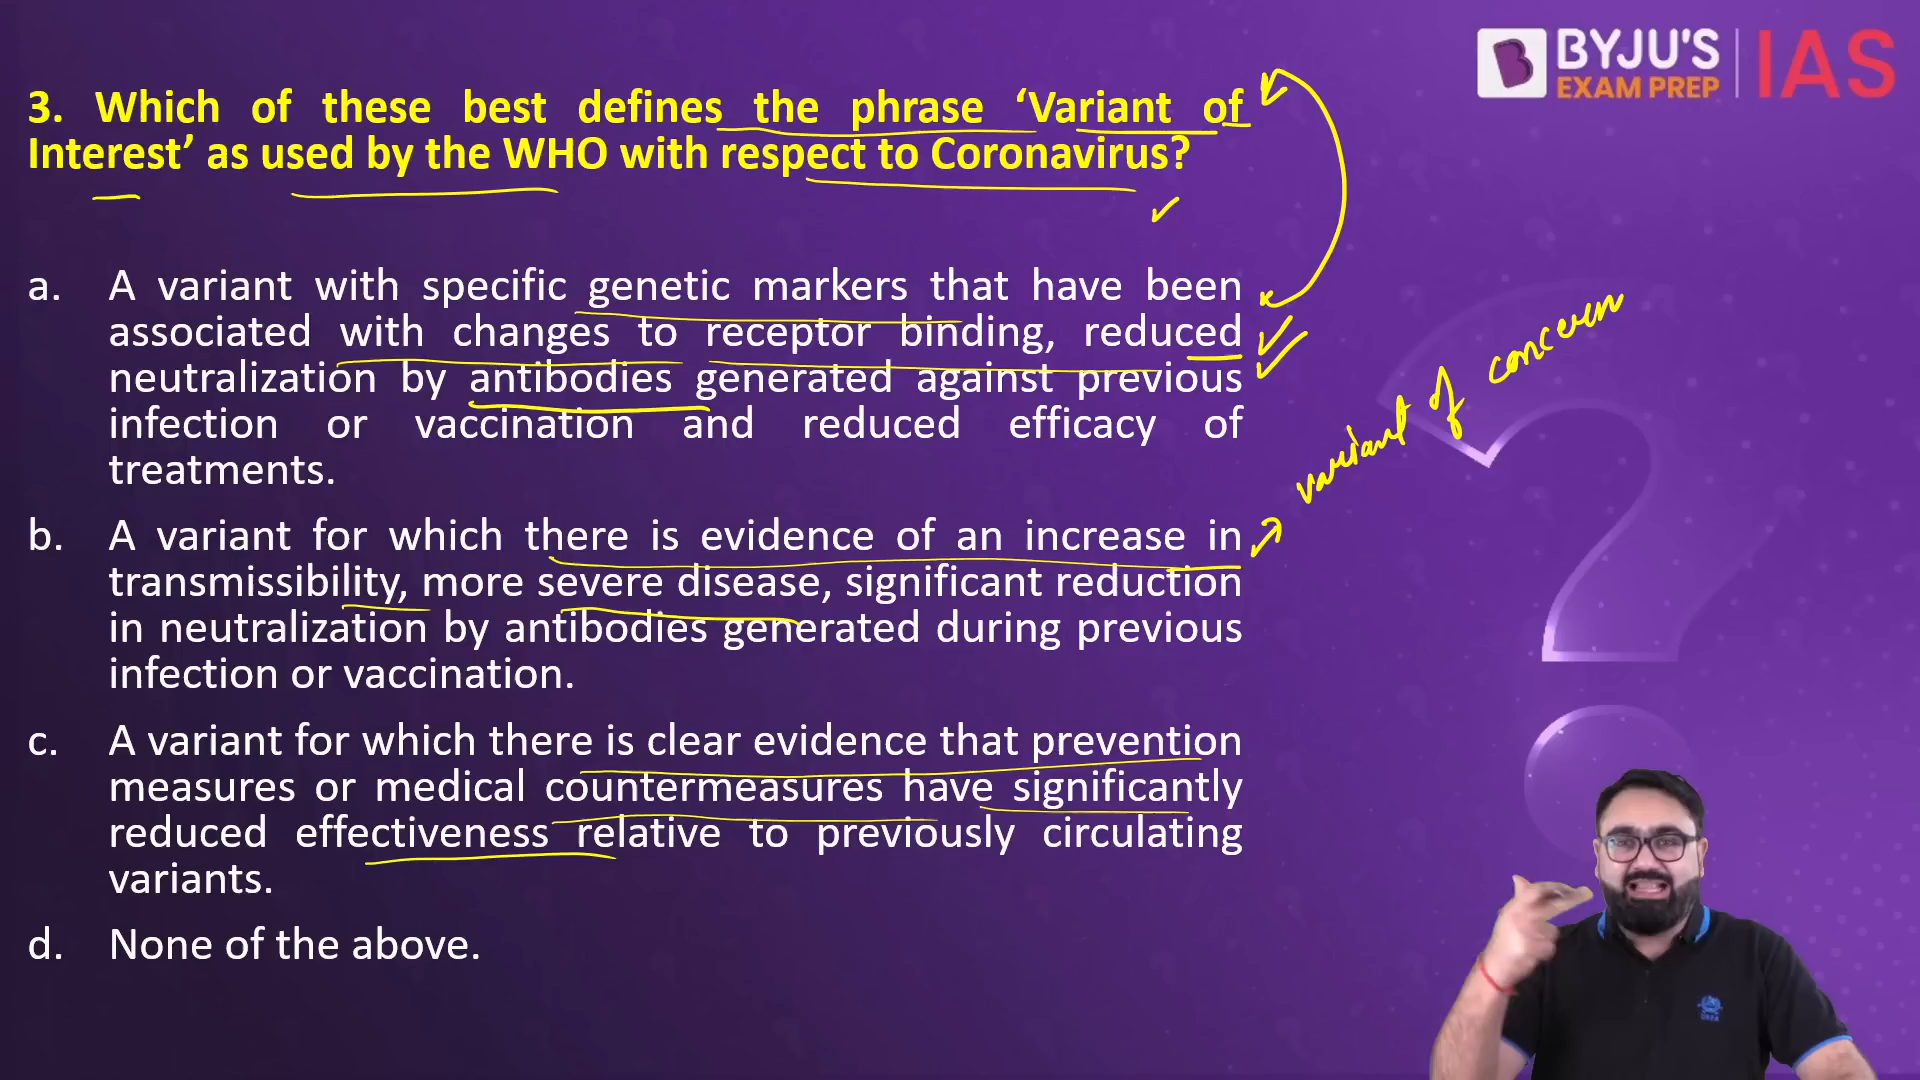 BYJU'S
EXAM PREP
IAS
3. Which of these best defines the phrase ‘Variant of
Interest’ as used by the WHO with respect to Coronavirus?
a. A variant with specific genetic markers that have been
associated with changes to receptor binding, reduced
neutralization by antibodies generated against previous
infection or vaccination and reduced efficacy of
treatments.
variant of concern
b. A variant for which there is evidence of an increase in
transmissibility, more severe disease, significant reduction
in neutralization by antibodies generated during previous
infection or vaccination.
c. A variant for which there is clear evidence that prevention
measures or medical countermeasures have significantly
reduced effectiveness relative to previously circulating
variants.
d. None of the above.